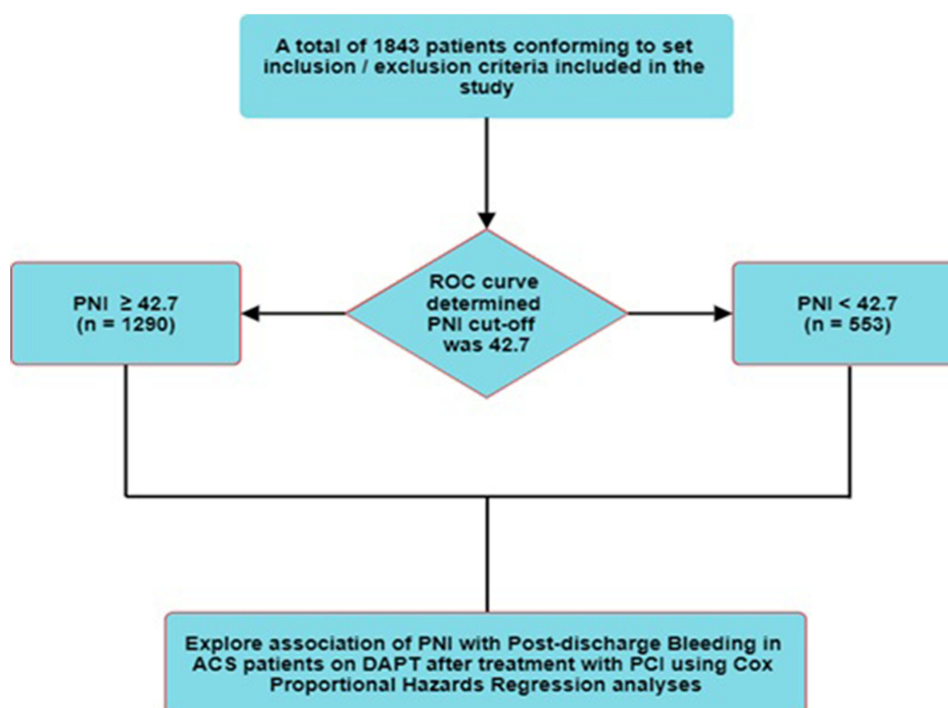 A total of 1843 patients conforming to set
inclusion / exclusion criteria included in the
study
PNI ≥ 42.7
(n = 1290)
ROC curve
determined
PNI cut-off
was 42.7
PNI < 42.7
(n = 553)
Explore association of PNI with Post-discharge Bleeding in
ACS patients on DAPT after treatment with PCI using Cox
Proportional Hazards Regression analyses